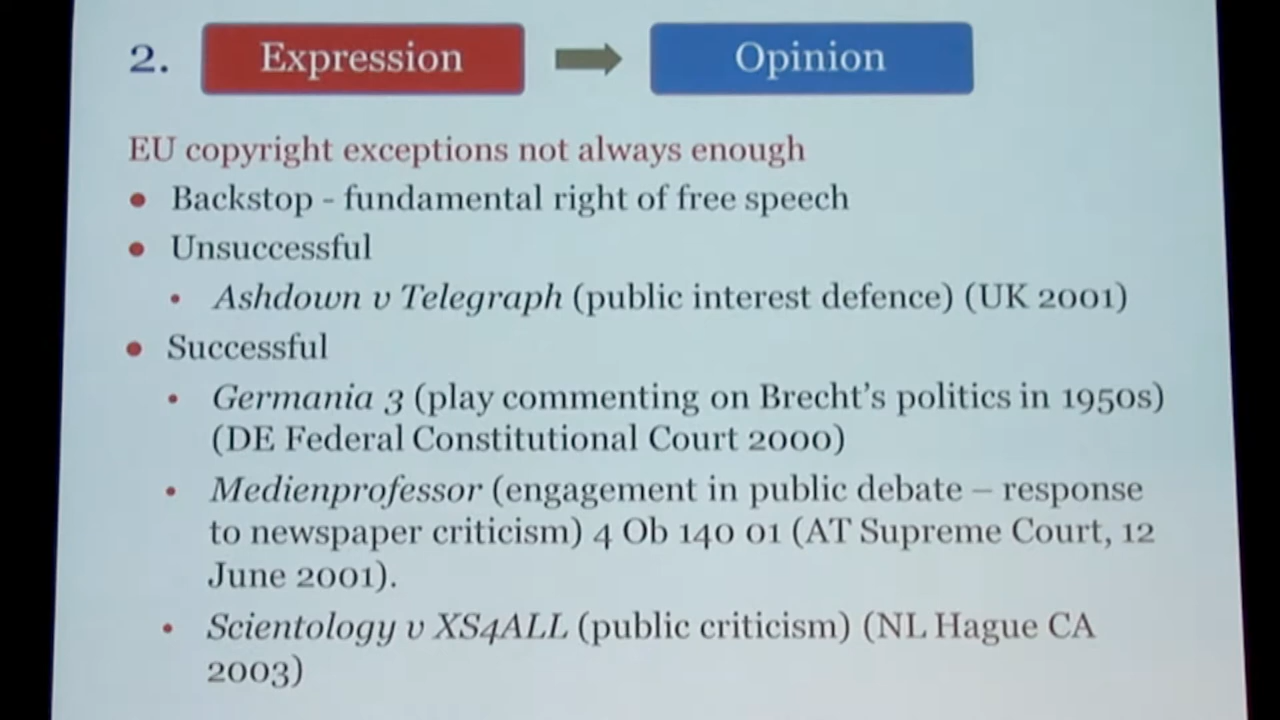 2. Expression Opinion
EU copyright exceptions not always enough
• Backstop - fundamental right of free speech
• Unsuccessful
• Ashdown v Telegraph (public interest defence) (UK 2001)
• Successful
• Germania 3 (play commenting on Brecht's politics in 1950s)
(DE Federal Constitutional Court 2000)
• Medienprofessor (engagement in public debate – response
to newspaper criticism) 4 Ob 140 01 (AT Supreme Court, 12
June 2001).
• Scientology v XS4ALL (public criticism) (NL Hague CA
2003)